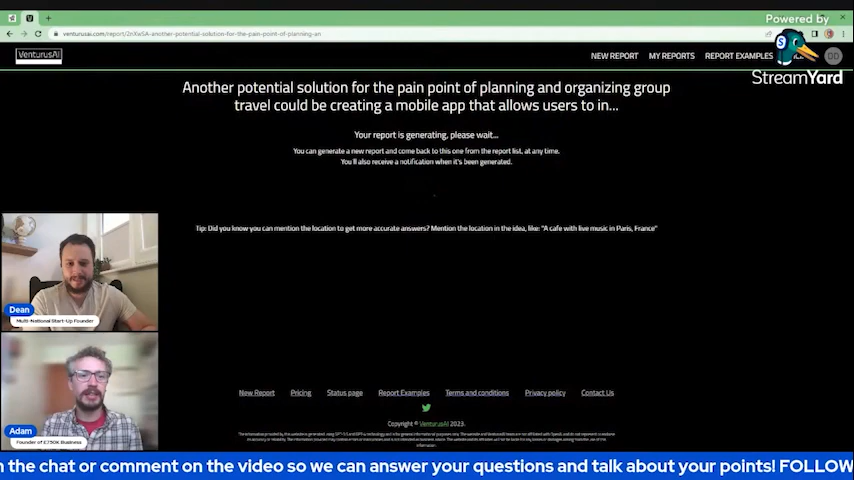 Powered by
StreamYard
venturusai.com/report/2nXwSA-another-potential-solution-for-the-pain-point-of-planning-an
VenturusAI
NEW REPORT MY REPORTS REPORT EXAMPLES
DD
Another potential solution for the pain point of planning and organizing group
travel could be creating a mobile app that allows users to in...
Your report is generating, please wait...
You can generate a new report and come back to this one from the report list, at any time.
You'll also receive a notification when it's been generated.
Tip: Did you know you can mention the location to get more accurate answers? Mention the location in the idea, like: "A cafe with live music in Paris, France"
Dean
Multi-National Start-Up Founder
Adam
Founder of £750K Business
New Report Pricing Status page Report Examples Terms and conditions Privacy policy Contact Us
Copyright © VenturusAI 2023.
n the chat or comment on the video so we can answer your questions and talk about your points! FOLLOW